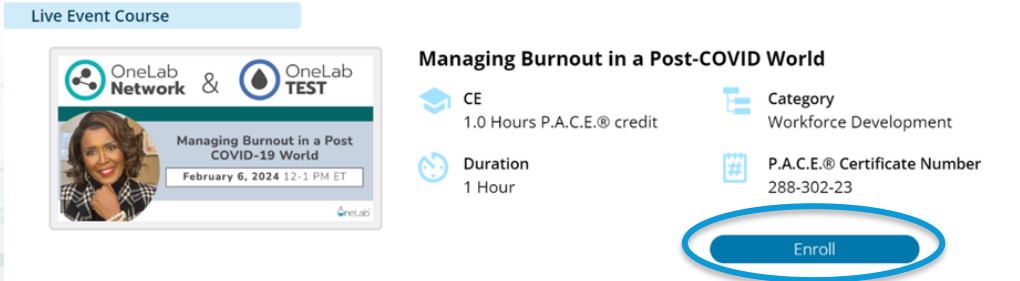 Live Event Course
OneLab
Network
&
OneLab
TEST
Managing Burnout in a Post
COVID-19 World
February 6, 2024 12-1 PM ET
OneLab
Managing Burnout in a Post-COVID World
CE
1.0 Hours P.A.C.E.® credit
Category
Workforce Development
Duration
1 Hour
#
P.A.C.E.® Certificate Number
288-302-23
Enroll